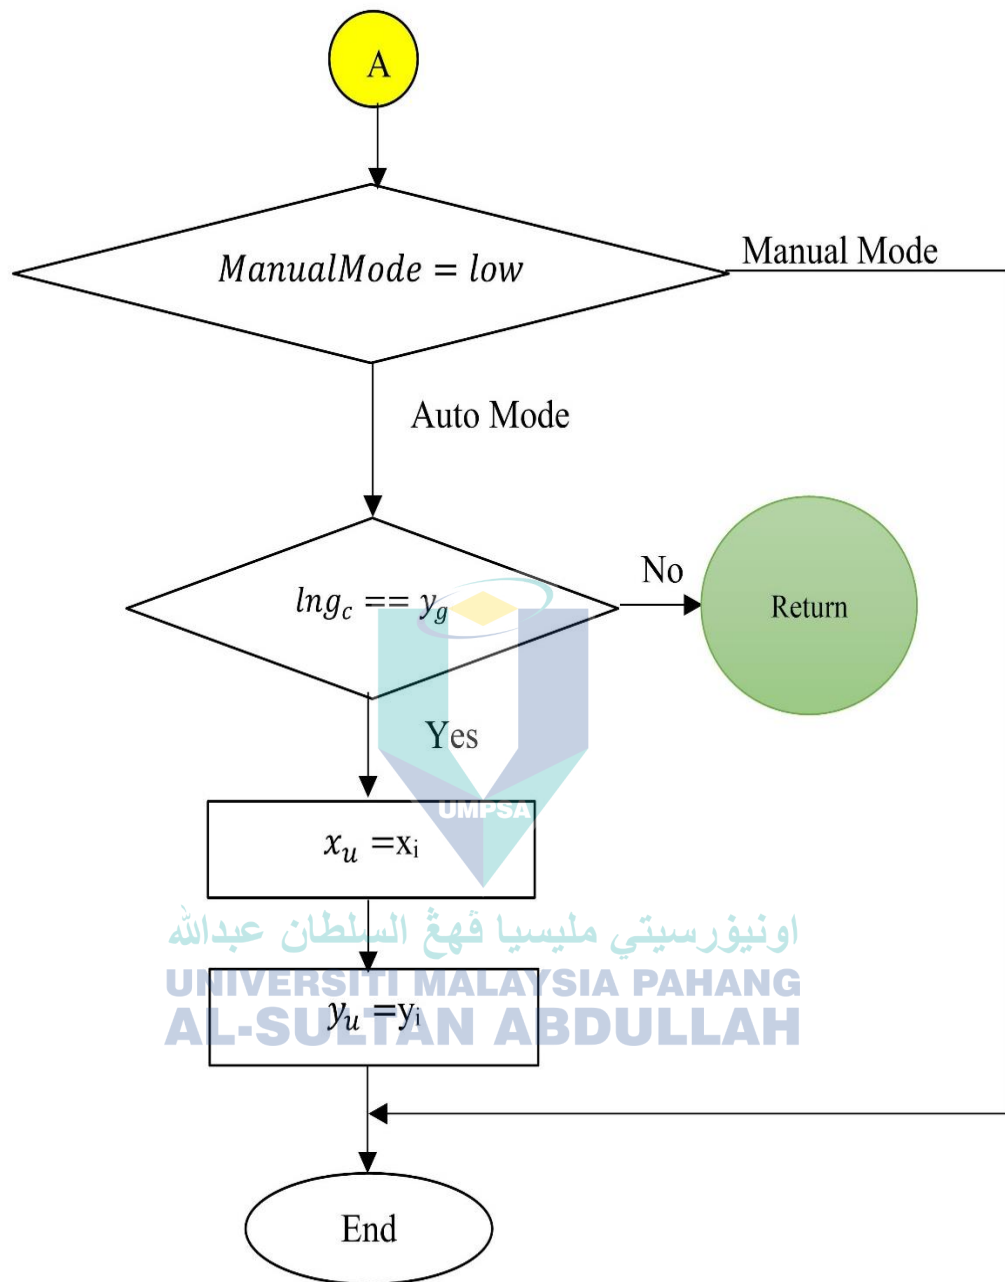 A
ManualMode = low
Manual Mode
Auto Mode
lng_c == y_g
No
Return
Yes
UMPSA
x_u =x_i
اونيۏرسيتي مليسيا ڤهڠ السلطان عبدالله
UNIVERSITI MALAYSIA PAHANG
AL-SULTAN ABDULLAH
y_u =y_i
End